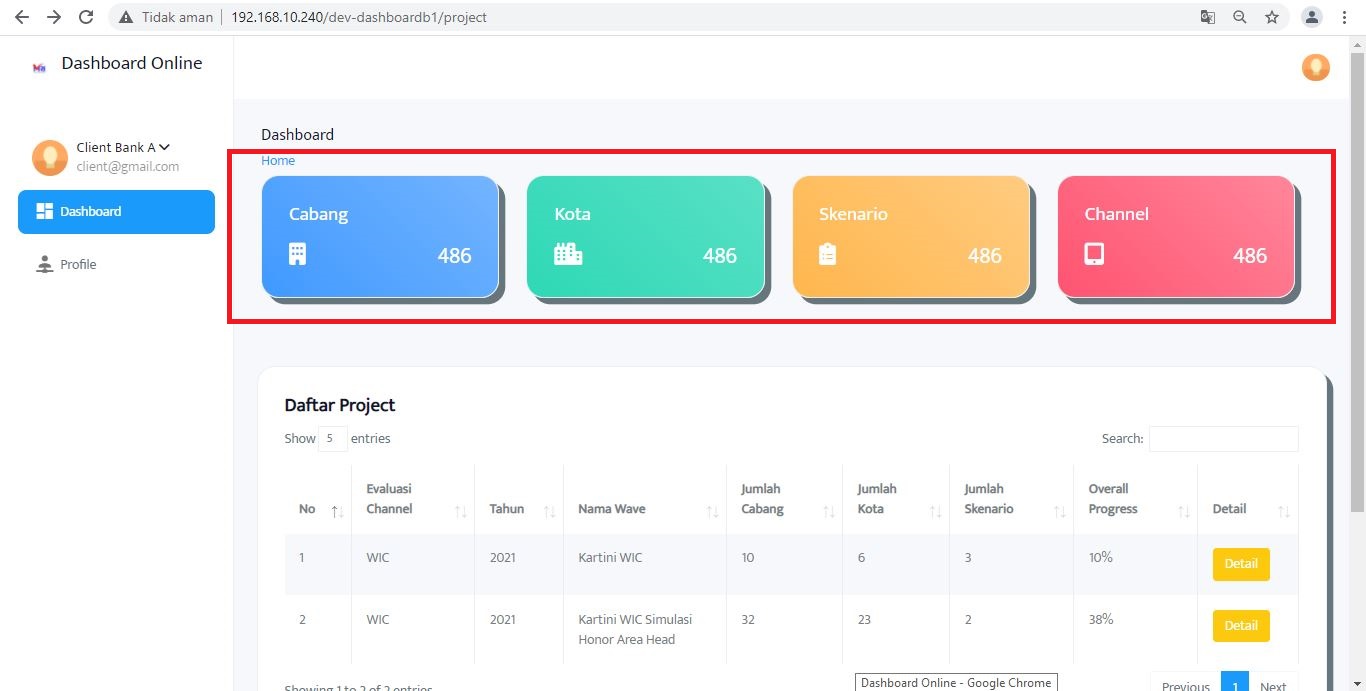 Tidak aman
192.168.10.240/dev-dashboardb1/project
Dashboard Online
Client Bank A
client@gmail.com
Dashboard
Profile
Dashboard
Home
Cabang
486
Kota
486
Skenario
486
Channel
486
Daftar Project
Show 5 entries
Search:
No Evaluasi Channel Tahun Nama Wave Jumlah Cabang Jumlah Kota Jumlah Skenario Overall Progress Detail
1 WIC 2021 Kartini WIC 10 6 3 10% Detail
2 WIC 2021 Kartini WIC Simulasi Honor Area Head 32 23 2 38% Detail
Showing 1 to 2 of 2 entries
Dashboard Online - Google Chrome
Previous 1 Next